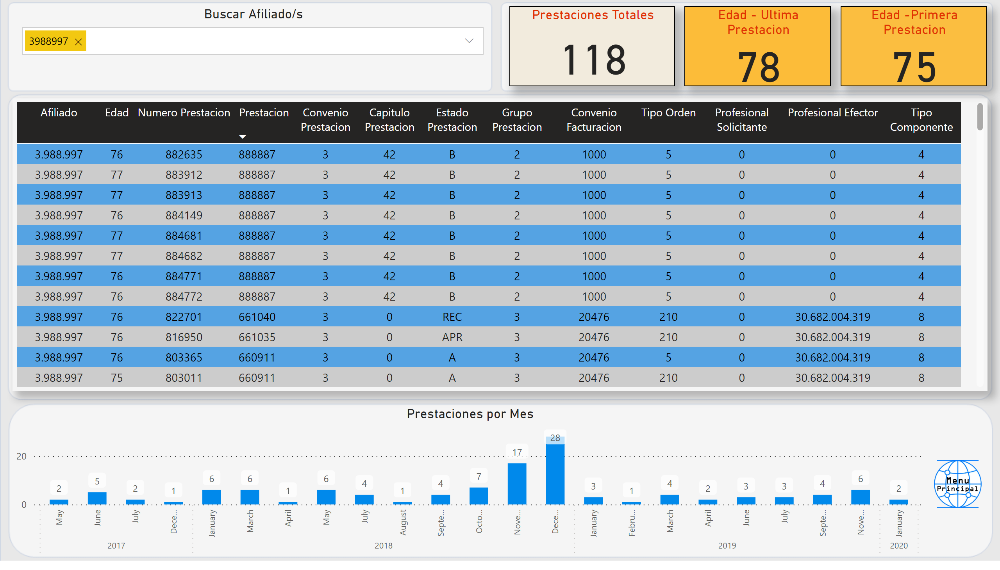 Buscar Afiliado/s
3988997
Prestaciones Totales
118
Edad - Ultima
Prestacion
78
Edad -Primera
Prestacion
75
Afiliado Edad Numero Prestacion Prestacion Convenio Prestacion Capitulo Prestacion Estado Prestacion Grupo Prestacion Convenio Facturacion Tipo Orden Profesional Solicitante Profesional Efector Tipo Componente
3.988.997 76 882635 888887 3 42 B 2 1000 5 0 0 4
3.988.997 77 883912 888887 3 42 B 2 1000 5 0 0 4
3.988.997 77 883913 888887 3 42 B 2 1000 5 0 0 4
3.988.997 76 884149 888887 3 42 B 2 1000 5 0 0 4
3.988.997 77 884681 888887 3 42 B 2 1000 5 0 0 4
3.988.997 77 884682 888887 3 42 B 2 1000 5 0 0 4
3.988.997 76 884771 888887 3 42 B 2 1000 5 0 0 4
3.988.997 76 884772 888887 3 42 B 2 1000 5 0 0 4
3.988.997 76 822701 661040 3 0 REC 3 20476 210 0 30.682.004.319 8
3.988.997 76 816950 661035 3 0 APR 3 20476 210 0 30.682.004.319 8
3.988.997 76 803365 660911 3 0 A 3 20476 5 0 30.682.004.319 8
3.988.997 75 803011 660911 3 0 A 3 20476 210 0 30.682.004.319 8
Prestaciones por Mes
20
0
2 5 2 1 6 6 1 6 4 1 4 7 17 28 3 1 4 2 3 3 4 6 2
May June July Dece... January March April May July August Septe... Octo... Nove... Dece... January Febru... March April June July Septe... Nove... January
2017 2018 2019 2020
Menu
Principal